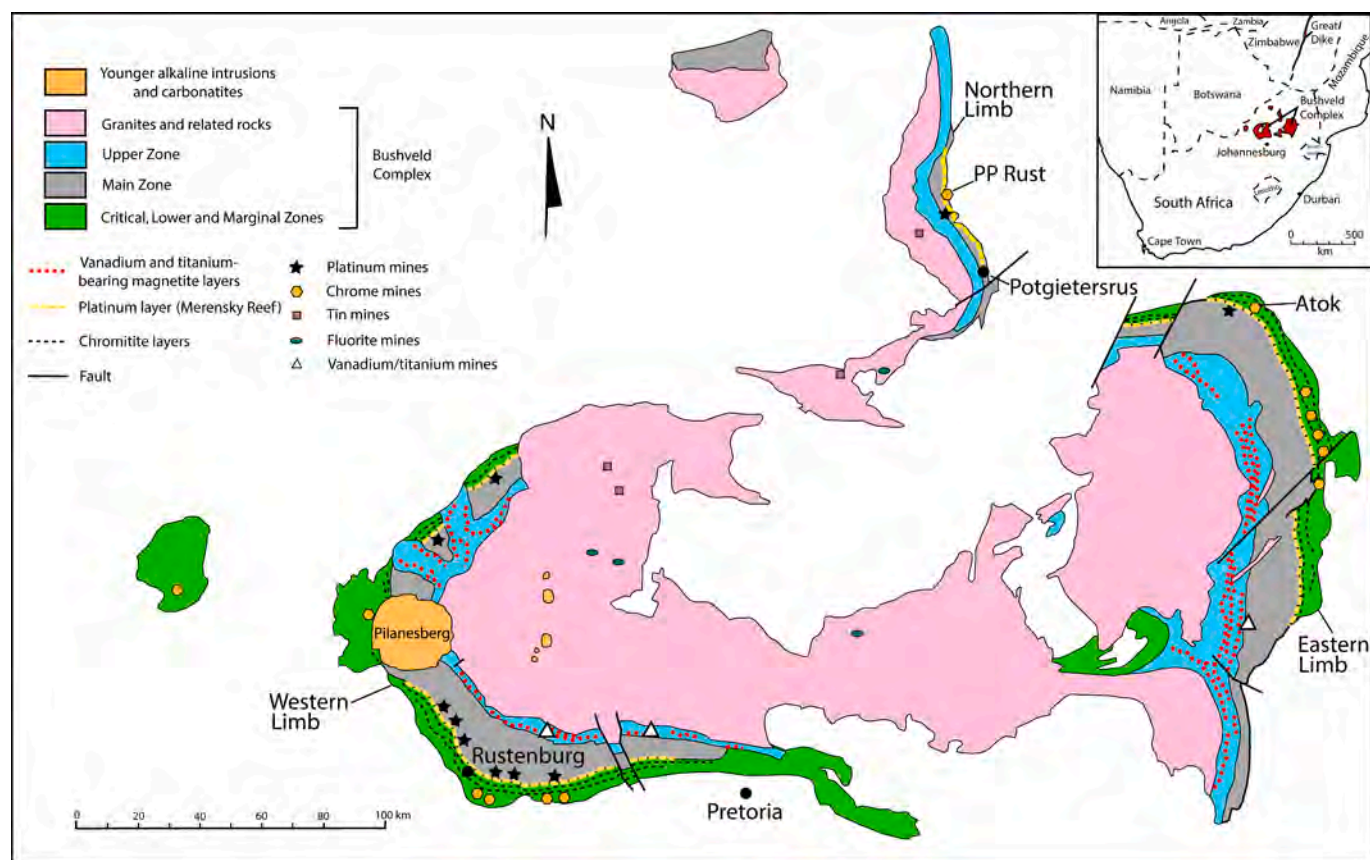 Younger alkaline intrusions
and carbonatites
Granites and related rocks
Upper Zone
Main Zone
Critical, Lower and Marginal Zones
Bushveld
Complex
Vanadium and titanium-
bearing magnetite layers
Platinum layer (Merensky Reef)
Chromitite layers
Fault
Platinum mines
Chrome mines
Tin mines
Fluorite mines
Vanadium/titanium mines
N
Northern
Limb
PP Rust
Potgietersrus
Angola
Zambia
Great
Dike
Zimbabwe
Mozambique
Namibia
Botswana
Bushveld
Complex
Johannesburg
Lesotho
South Africa
Durban
Cape Town
0 500
km
Atok
Pilanesberg
Eastern
Limb
Western
Limb
Rustenburg
Pretoria
0 20 40 60 80 100 km